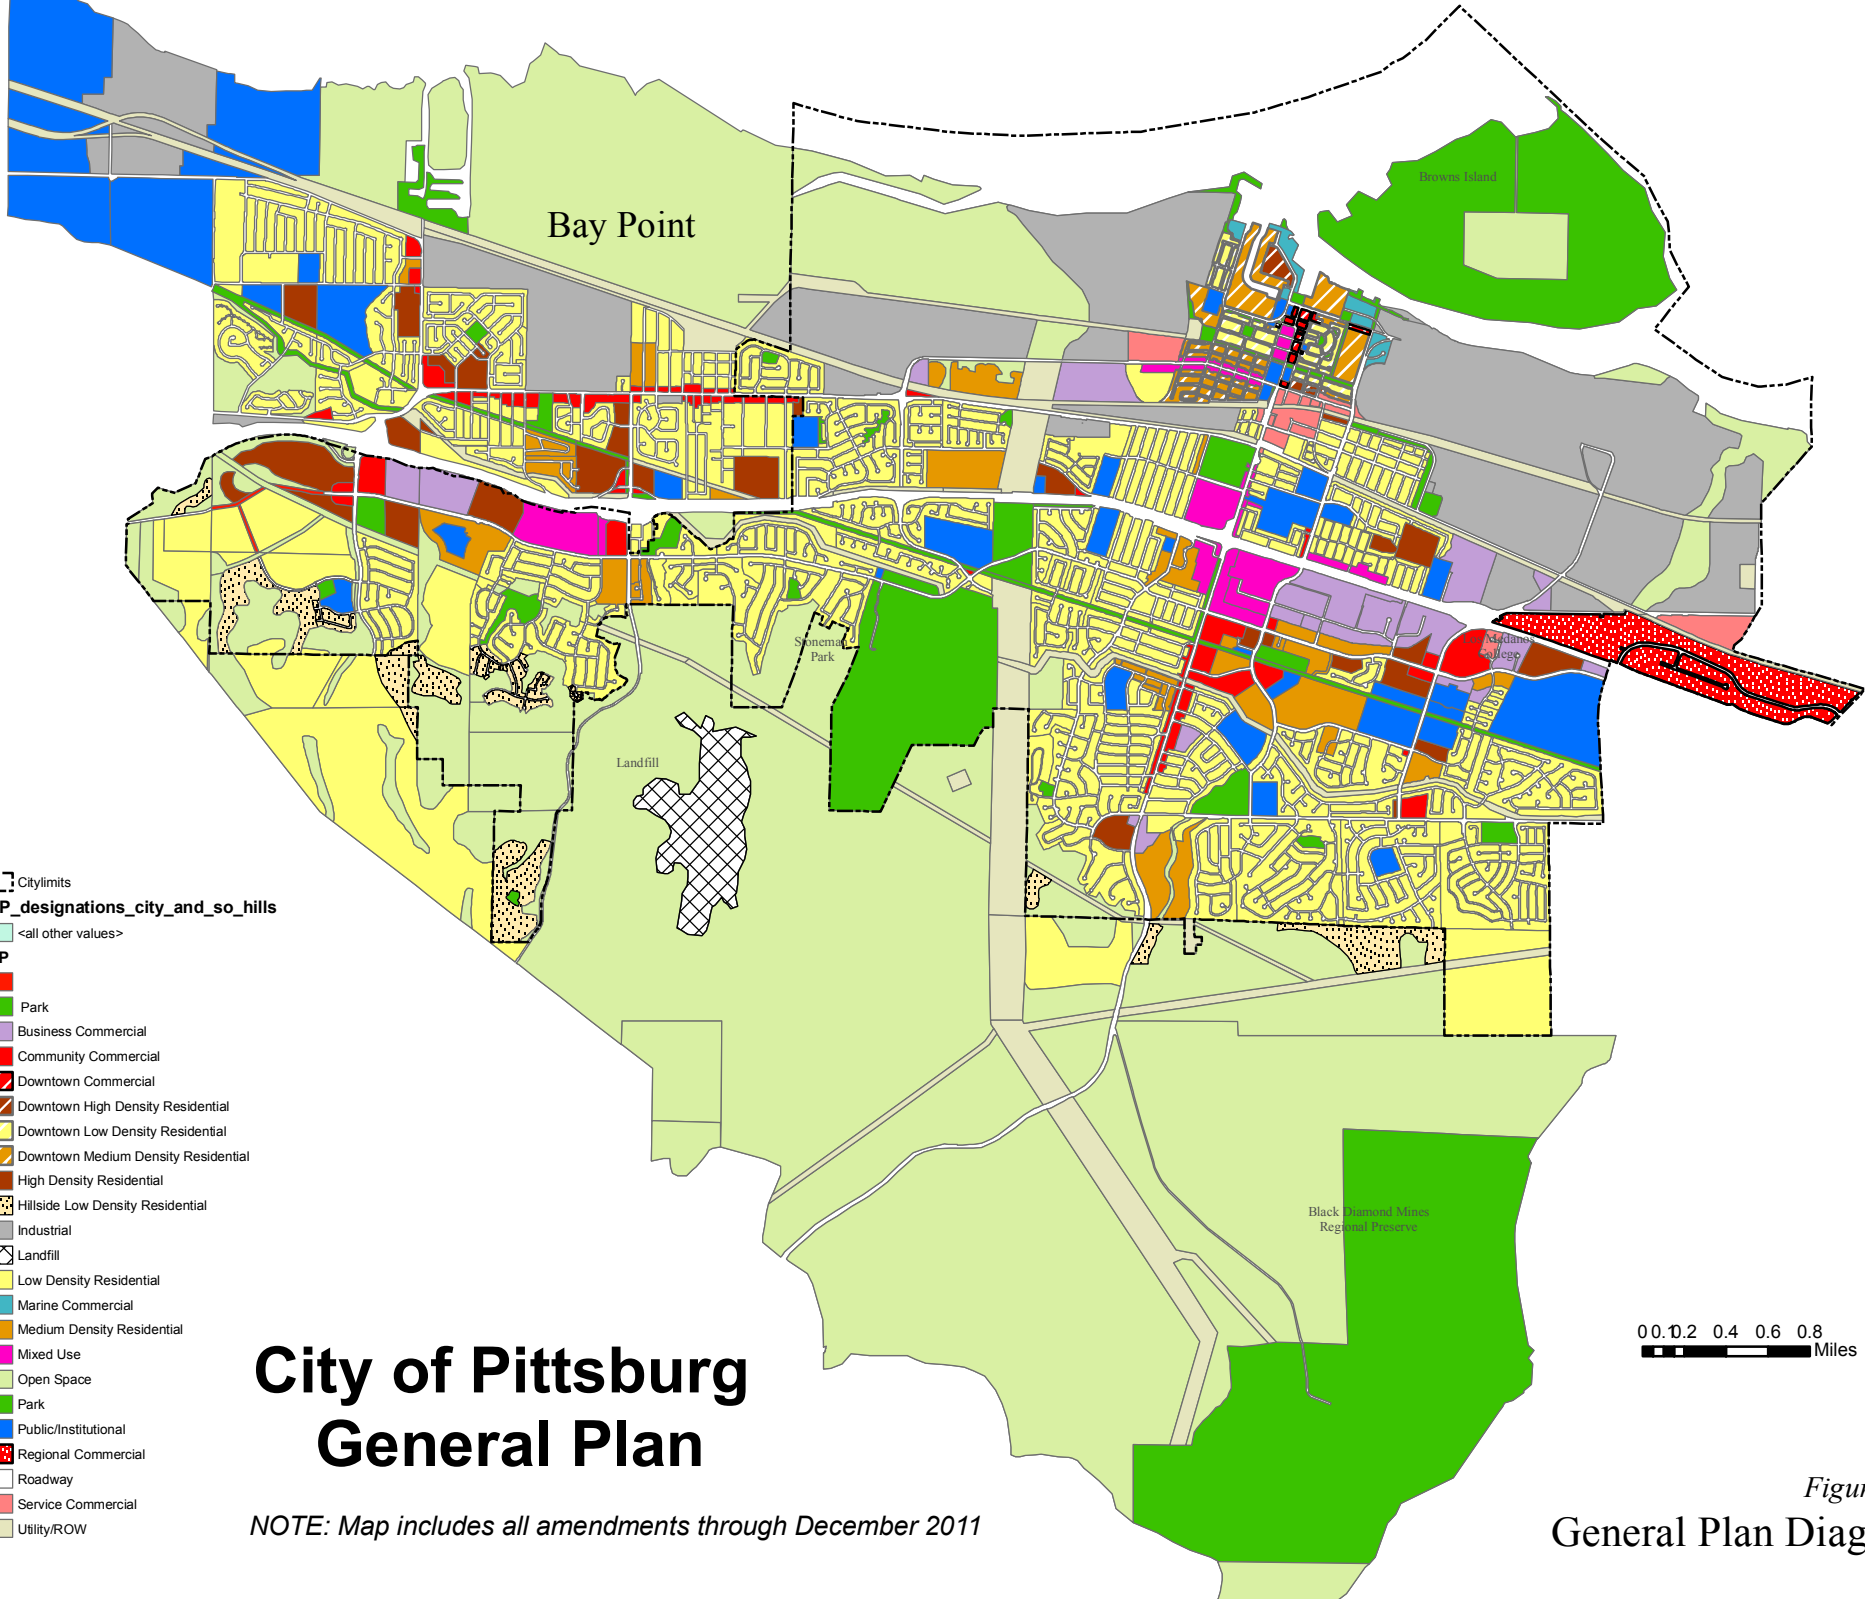 Browns Island
Bay Point
Stoneman
Park
Los Medanos
College
Landfill
Citylimits
P_designations_city_and_so_hills
<all other values>
P
Park
Business Commercial
Community Commercial
Downtown Commercial
Downtown High Density Residential
Downtown Low Density Residential
Downtown Medium Density Residential
High Density Residential
Hillside Low Density Residential
Industrial
Landfill
Low Density Residential
Marine Commercial
Medium Density Residential
Mixed Use
Open Space
Park
Public/Institutional
Regional Commercial
Roadway
Service Commercial
Utility/ROW
Black Diamond Mines
Regional Preserve
0 0.1 0.2 0.4 0.6 0.8
Miles
City of Pittsburg
General Plan
NOTE: Map includes all amendments through December 2011
Figur
General Plan Diag